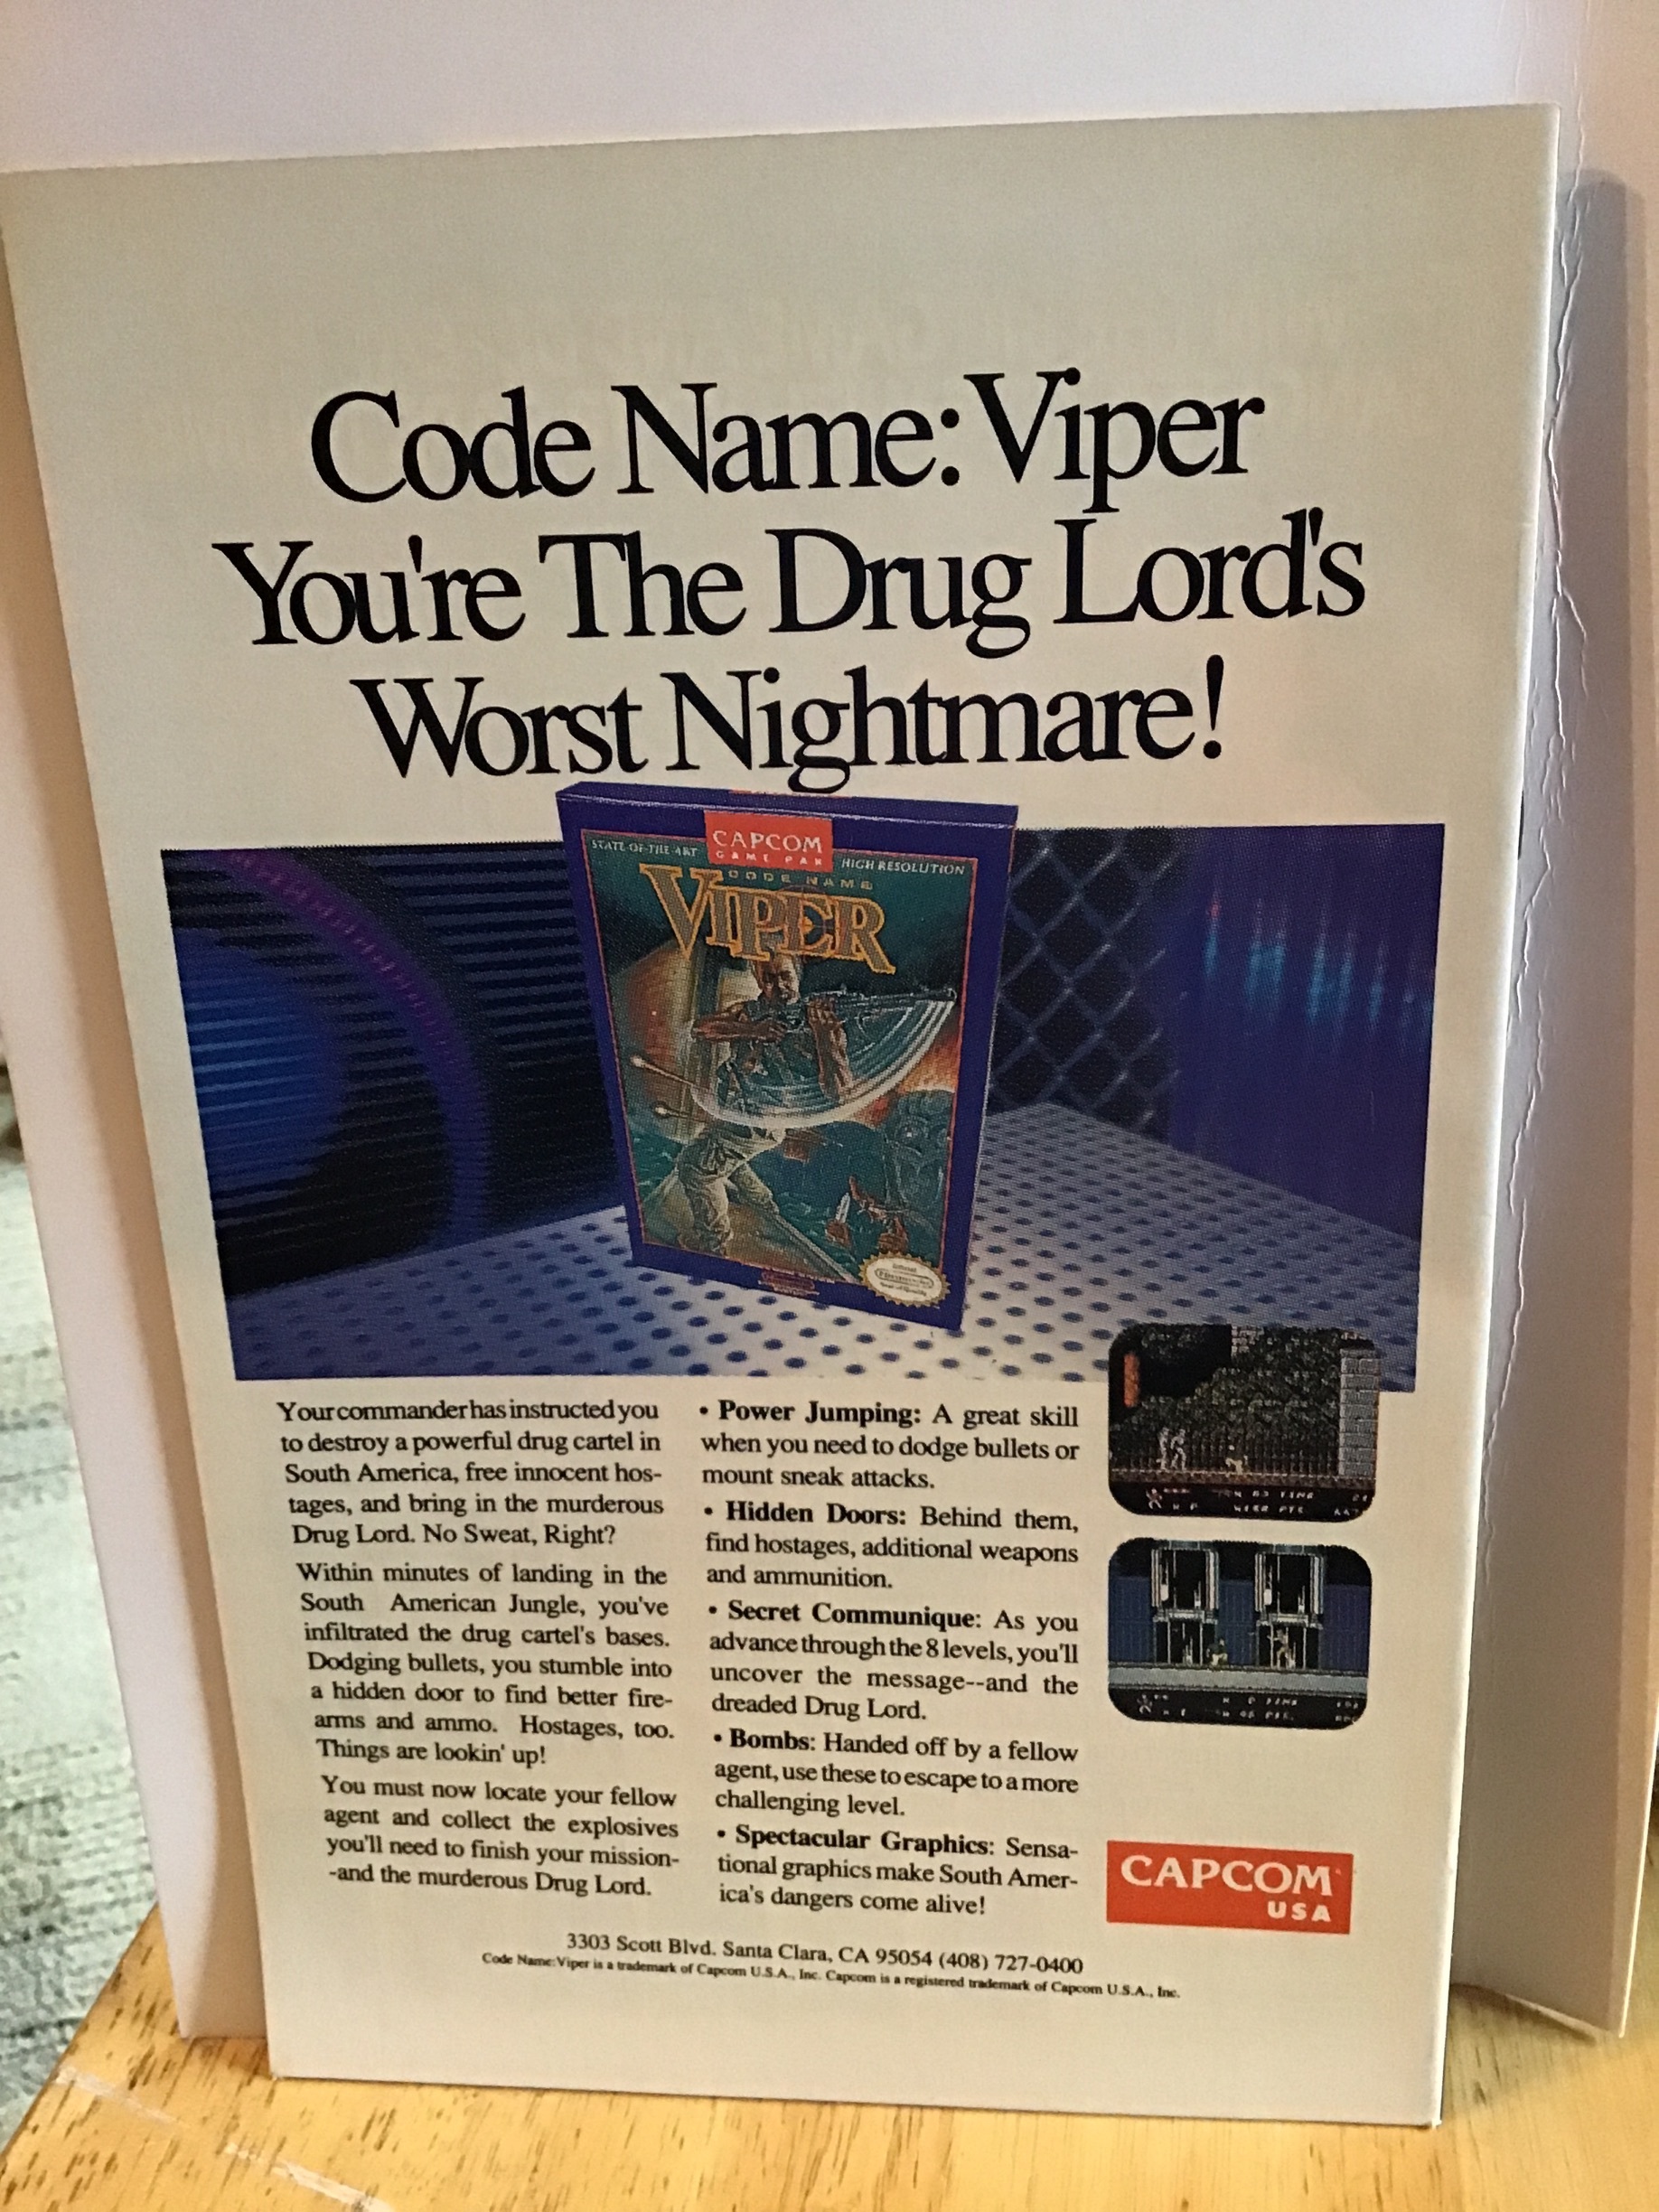 Code Name: Viper
You're The Drug Lord's
Worst Nightmare!
CAPCOM
GAME PAK
STATE-OF-THE-ART
HIGH RESOLUTION
CODE NAME
VIPER
Your commander has instructed you
to destroy a powerful drug cartel in
South America, free innocent hos-
tages, and bring in the murderous
Drug Lord. No Sweat, Right?
Within minutes of landing in the
South American Jungle, you've
infiltrated the drug cartel's bases.
Dodging bullets, you stumble into
a hidden door to find better fire-
arms and ammo. Hostages, too.
Things are lookin' up!
You must now locate your fellow
agent and collect the explosives
you'll need to finish your mission-
-and the murderous Drug Lord.
• Power Jumping: A great skill
when you need to dodge bullets or
mount sneak attacks.
• Hidden Doors: Behind them,
find hostages, additional weapons
and ammunition.
• Secret Communique: As you
advance through the 8 levels, you'll
uncover the message--and the
dreaded Drug Lord.
• Bombs: Handed off by a fellow
agent, use these to escape to a more
challenging level.
• Spectacular Graphics: Sensa-
tional graphics make South Amer-
ica's dangers come alive!
CAPCOM
USA
3303 Scott Blvd. Santa Clara, CA 95054 (408) 727-0400
Code Name: Viper is a trademark of Capcom U.S.A., Inc. Capcom is a registered trademark of Capcom U.S.A., Inc.